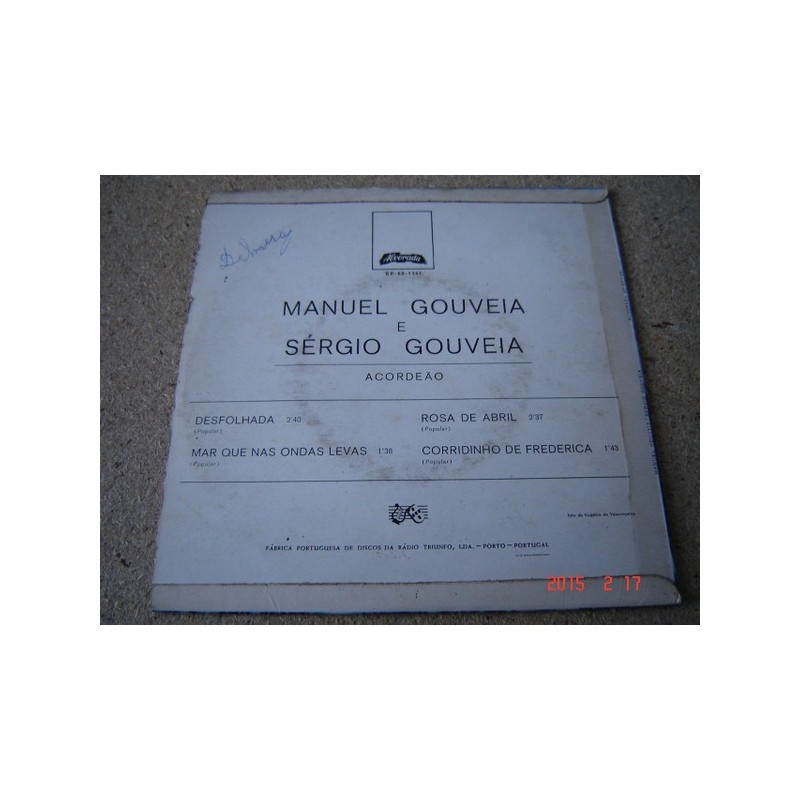 Alvorada
MANUEL GOUVEIA
E
SÉRGIO GOUVEIA
ACORDEÃO
DESFOLHADA 2'40
(Popular)
MAR QUE NAS ONDAS LEVAS 1'36
(Popular)
ROSA DE ABRIL 2'37
(Popular)
CORRIDINHO DE FREDERICA 1'43
(Popular)
FÁBRICA PORTUGUESA DE DISCOS DA RÁDIO TRIUNFO, LDA. — PORTO — PORTUGAL
2015 2 17